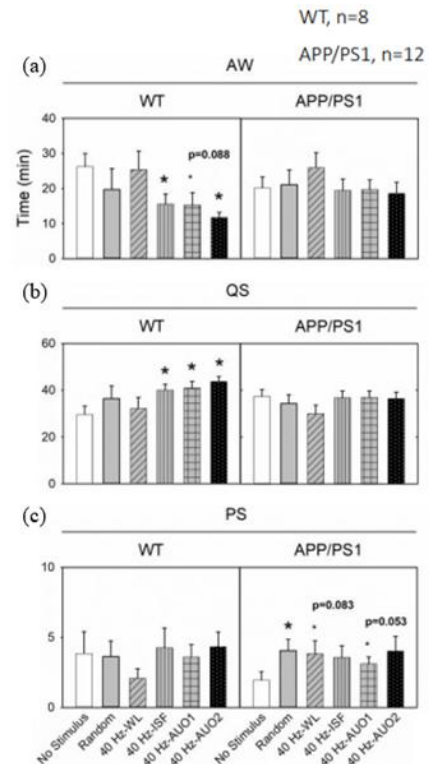 WT, n=8
APP/PS1, n=12
(a)
AW
WT
APP/PS1
Time (min)
40
30
20
10
0
★
p=0.088
*
★
(b)
QS
WT
APP/PS1
60
40
20
0
★
★
★
(c)
PS
WT
APP/PS1
10
5
0
★
p=0.083
*
p=0.053
*
No Stimulus
Random
40 Hz-WL
40 Hz-ISF
40 Hz-AUO1
40 Hz-AUO2
No Stimulus
Random
40 Hz-WL
40 Hz-ISF
40 Hz-AUO1
40 Hz-AUO2